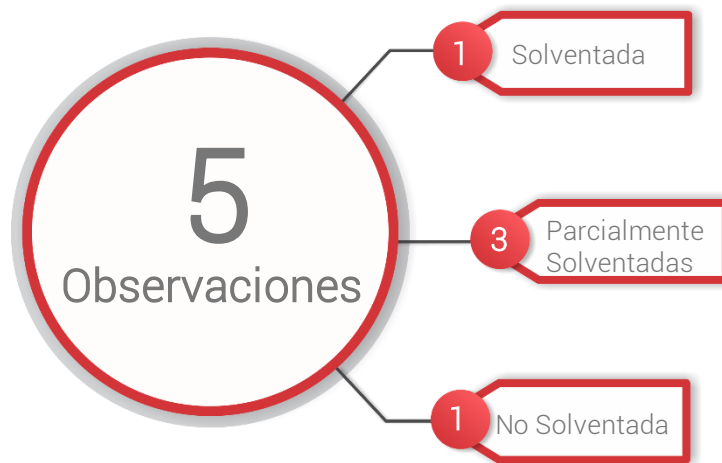 5
Observaciones
1
Solventada
3
Parcialmente
Solventadas
1
No Solventada